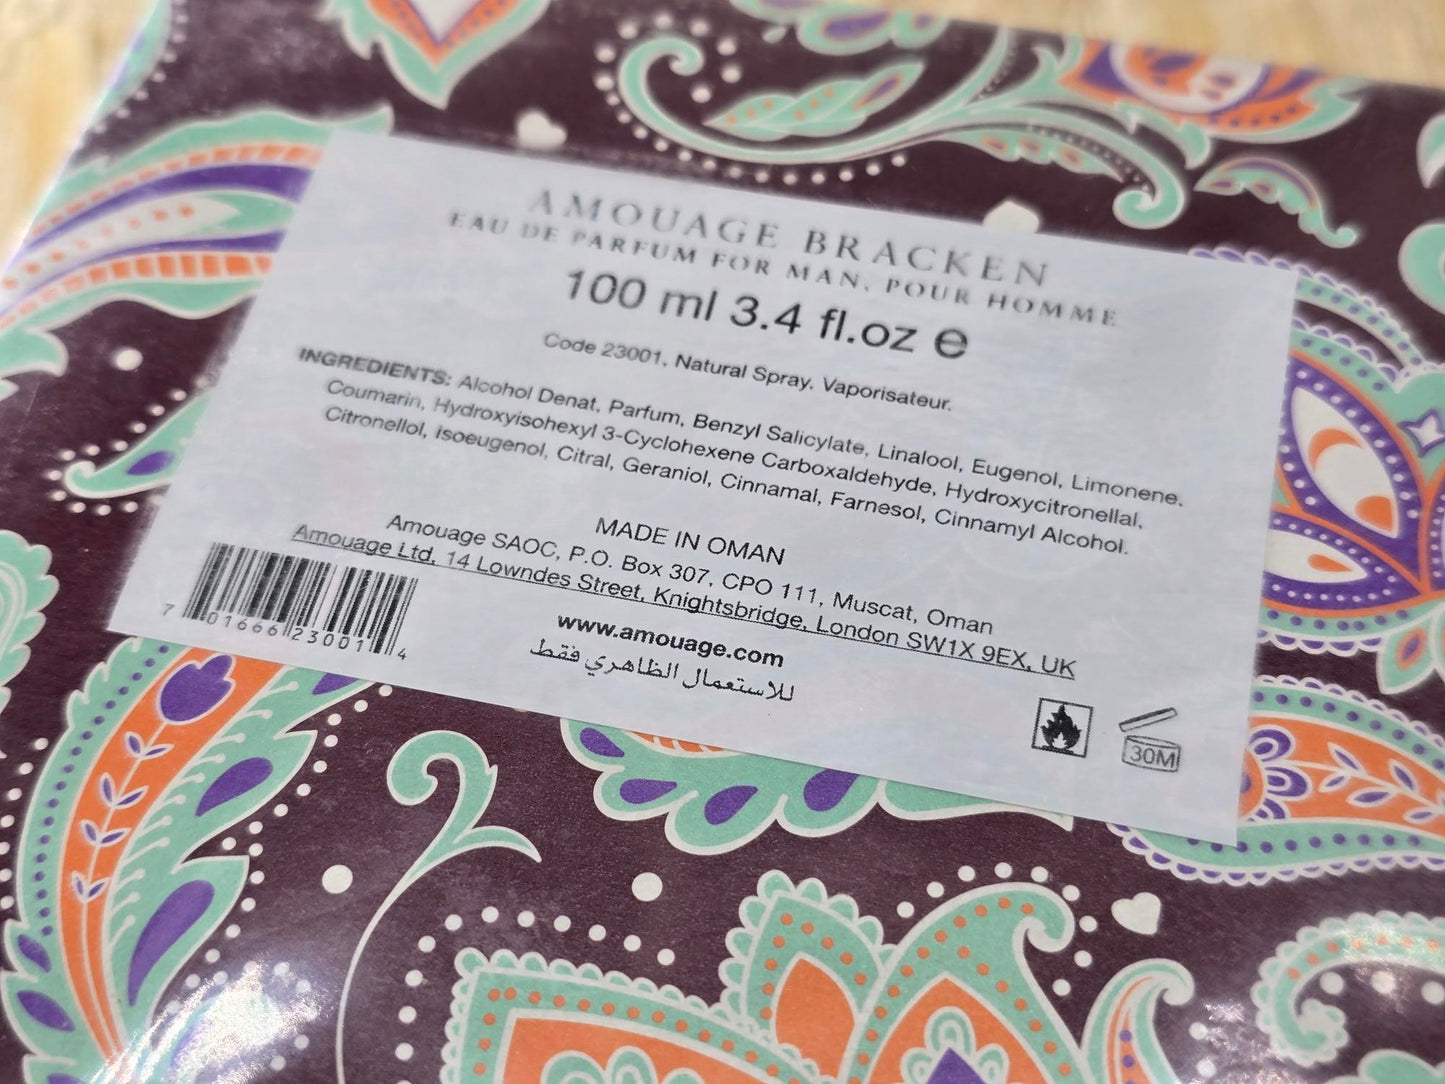 AMOUAGE BRACKEN
EAU DE PARFUM FOR MAN. POUR HOMME
100 ml 3.4 fl.oz e
Code 23001, Natural Spray. Vaporisateur.
INGREDIENTS: Alcohol Denat, Parfum, Benzyl Salicylate, Linalool, Eugenol, Limonene,
Coumarin, Hydroxyisohexyl 3-Cyclohexene Carboxaldehyde, Hydroxycitronellal,
Citronellol, Isoeugenol, Citral, Geraniol, Cinnamal, Farnesol, Cinnamyl Alcohol.
MADE IN OMAN
Amouage SAOC, P.O. Box 307, CPO 111, Muscat, Oman
Amouage Ltd, 14 Lowndes Street, Knightsbridge, London SW1X 9EX, UK
www.amouage.com
للاستعمال الظاهري فقط
7 01666 23001 4
30M